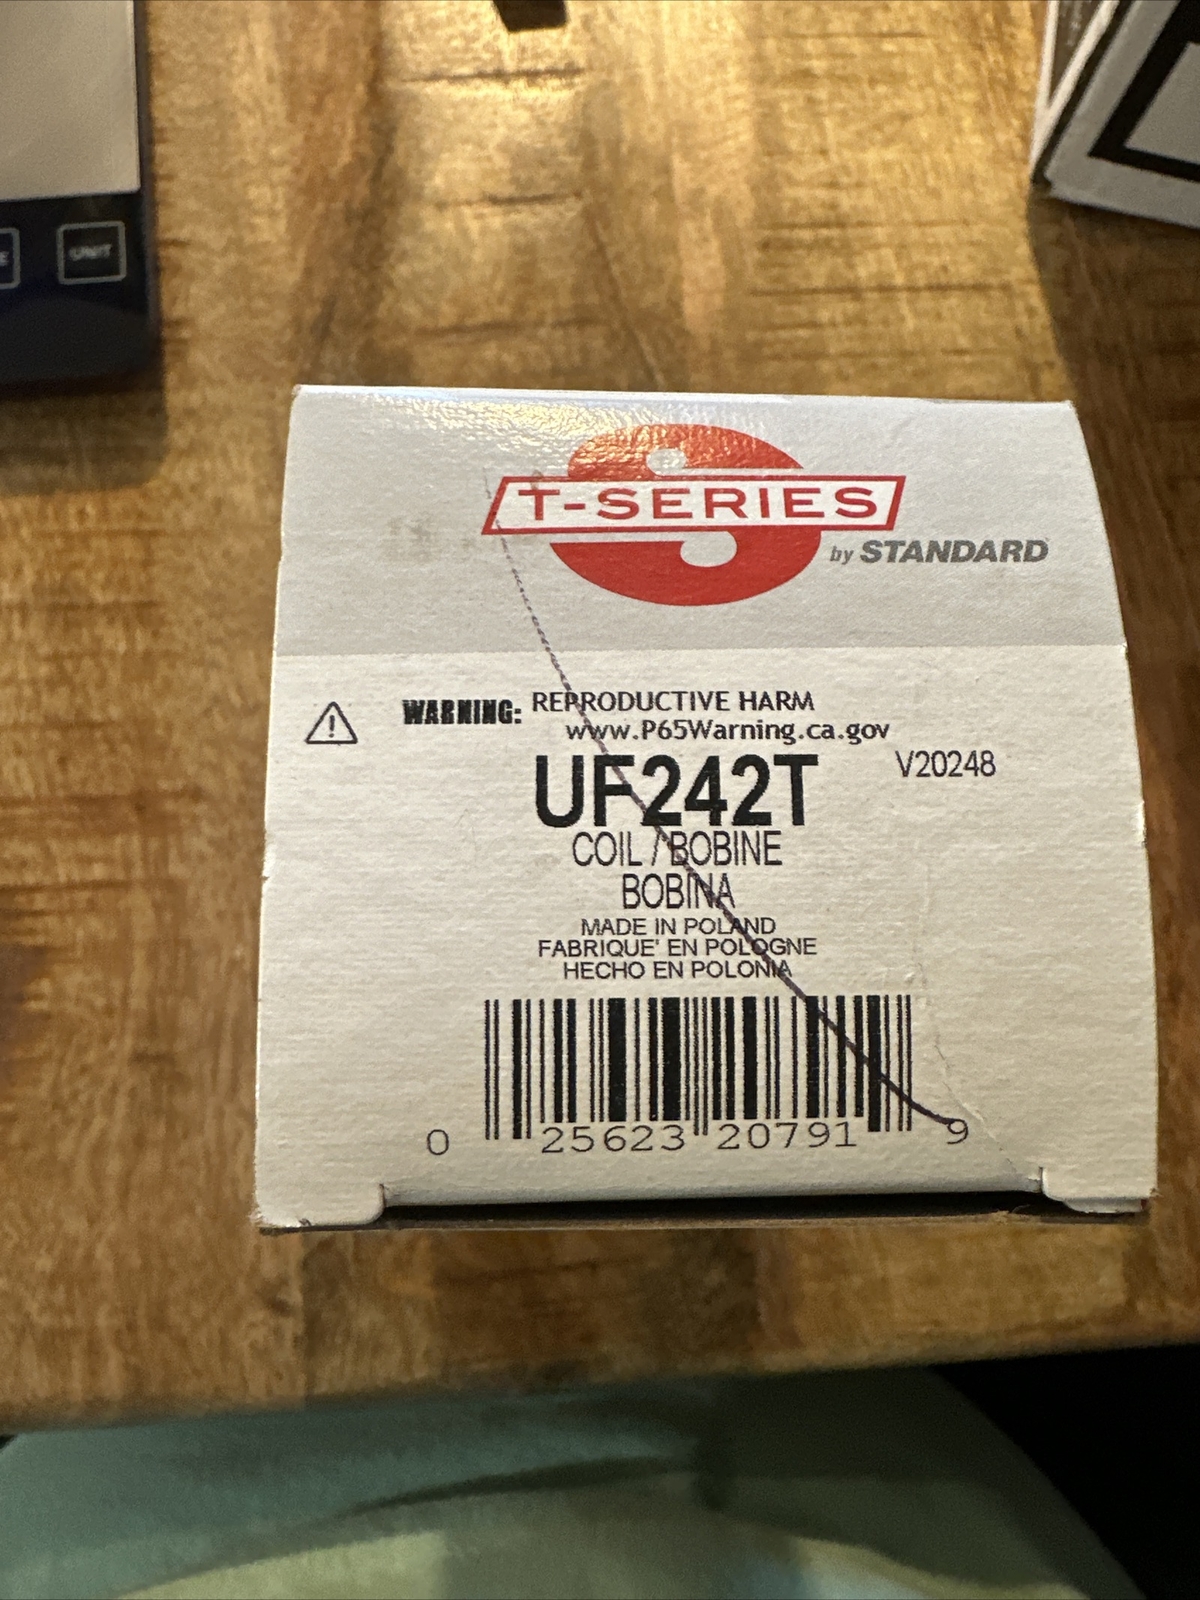 UNIT
T-SERIES
by STANDARD
WARNING: REPRODUCTIVE HARM
www.P65Warning.ca.gov
UF242T
V20248
COIL / BOBINE
BOBINA
MADE IN POLAND
FABRIQUE' EN POLOGNE
HECHO EN POLONIA
0 25623 20791 9